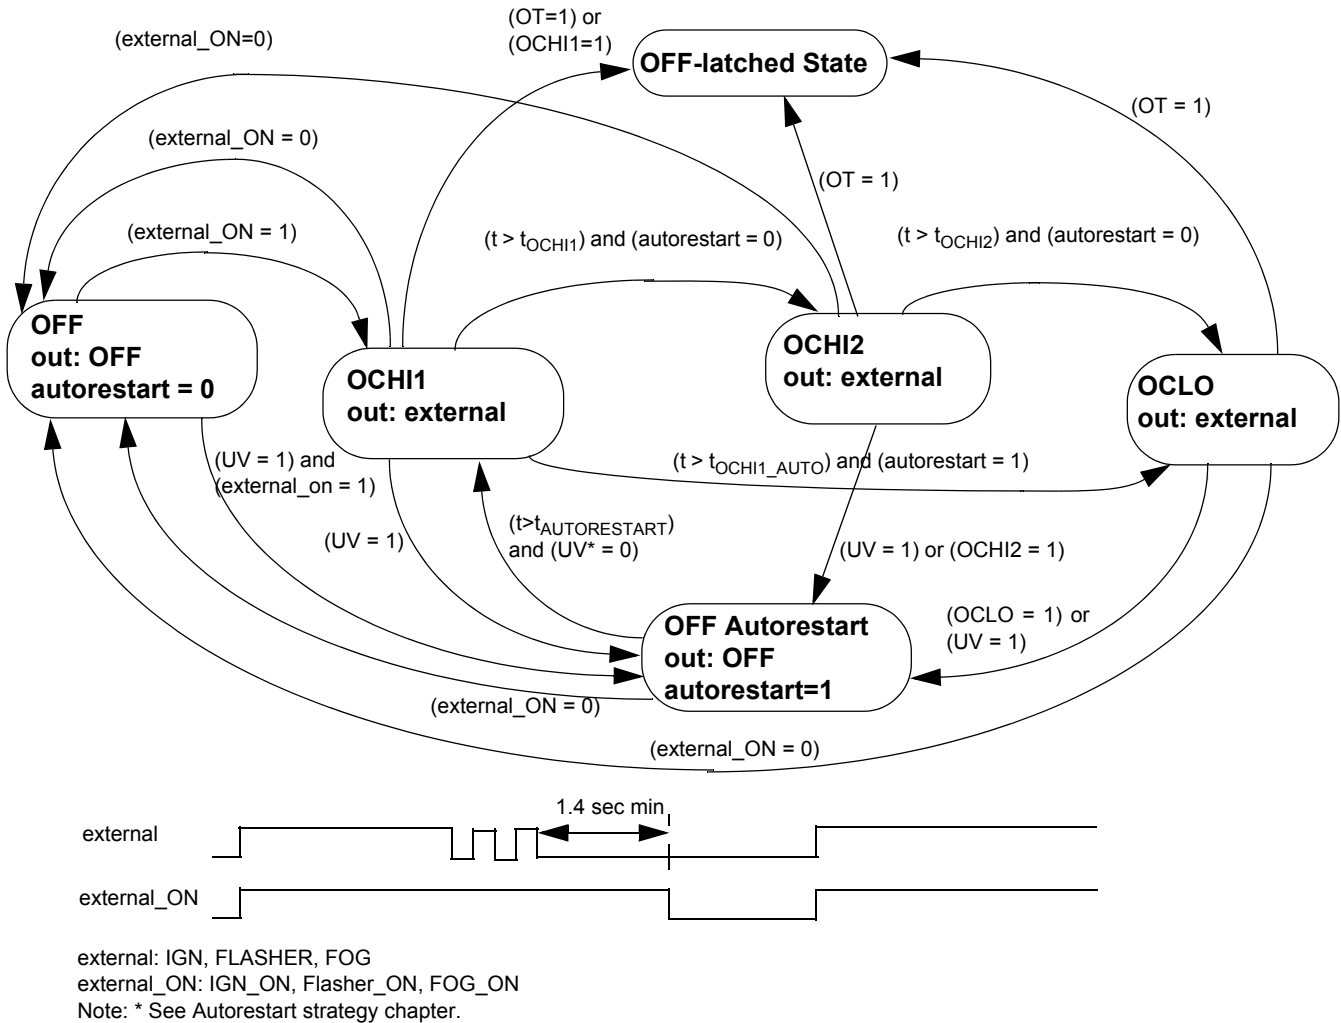 (OT=1) or
(OCHI1=1)
(external_ON=0)
OFF-latched State
(OT = 1)
(external_ON = 0)
(OT = 1)
(external_ON = 1)
(t > tOCHI1) and (autorestart = 0)
(t > tOCHI2) and (autorestart = 0)
OFF
out: OFF
autorestart = 0
OCHI1
out: external
OCHI2
out: external
OCLO
out: external
(UV = 1) and
(external_on = 1)
(t > tOCHI1_AUTO) and (autorestart = 1)
(UV = 1)
(t>tAUTORESTART)
and (UV* = 0)
(UV = 1) or (OCHI2 = 1)
OFF Autorestart
out: OFF
autorestart=1
(OCLO = 1) or
(UV = 1)
(external_ON = 0)
(external_ON = 0)
1.4 sec min
external
external_ON
external: IGN, FLASHER, FOG
external_ON: IGN_ON, Flasher_ON, FOG_ON
Note: * See Autorestart strategy chapter.